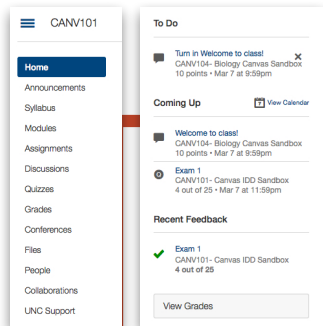 CANV101
Home
Announcements
Syllabus
Modules
Assignments
Discussions
Quizzes
Grades
Conferences
Files
People
Collaborations
UNC Support
To Do
Turn in Welcome to class!
CANV104- Biology Canvas Sandbox
10 points • Mar 7 at 9:59pm
Coming Up
7 View Calendar
Welcome to class!
CANV104- Biology Canvas Sandbox
10 points • Mar 7 at 9:59pm
Exam 1
CANV101- Canvas IDD Sandbox
4 out of 25 • Mar 7 at 11:59pm
Recent Feedback
Exam 1
CANV101- Canvas IDD Sandbox
4 out of 25
View Grades